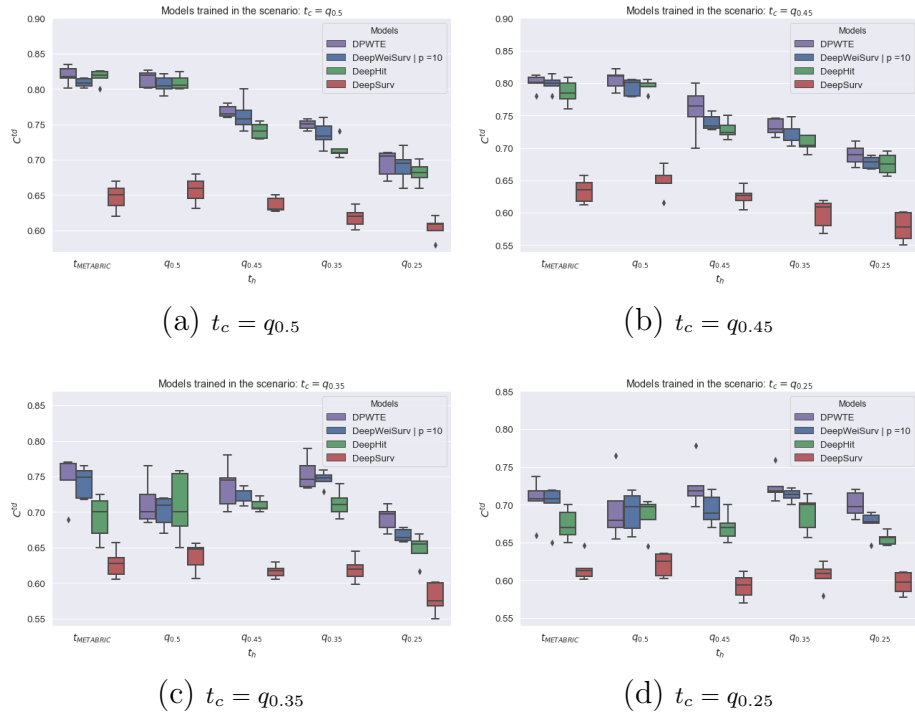 Models trained in the scenario: t_c = q_0.5
0.90
0.85
0.80
0.75
0.70
0.65
0.60
C^td
Models
DPWTE
DeepWeiSurv | p =10
DeepHit
DeepSurv
t_METABRIC q_0.5 q_0.45 q_0.35 q_0.25
t_h
(a) t_c = q_0.5
Models trained in the scenario: t_c = q_0.45
0.90
0.85
0.80
0.75
0.70
0.65
0.60
0.55
C^td
Models
DPWTE
DeepWeiSurv | p =10
DeepHit
DeepSurv
t_METABRIC q_0.5 q_0.45 q_0.35 q_0.25
t_h
(b) t_c = q_0.45
Models trained in the scenario: t_c = q_0.35
0.85
0.80
0.75
0.70
0.65
0.60
0.55
C^td
Models
DPWTE
DeepWeiSurv | p =10
DeepHit
DeepSurv
t_METABRIC q_0.5 q_0.45 q_0.35 q_0.25
t_h
(c) t_c = q_0.35
Models trained in the scenario: t_c = q_0.25
0.85
0.80
0.75
0.70
0.65
0.60
0.55
C^td
Models
DPWTE
DeepWeiSurv | p =10
DeepHit
DeepSurv
t_METABRIC q_0.5 q_0.45 q_0.35 q_0.25
t_h
(d) t_c = q_0.25